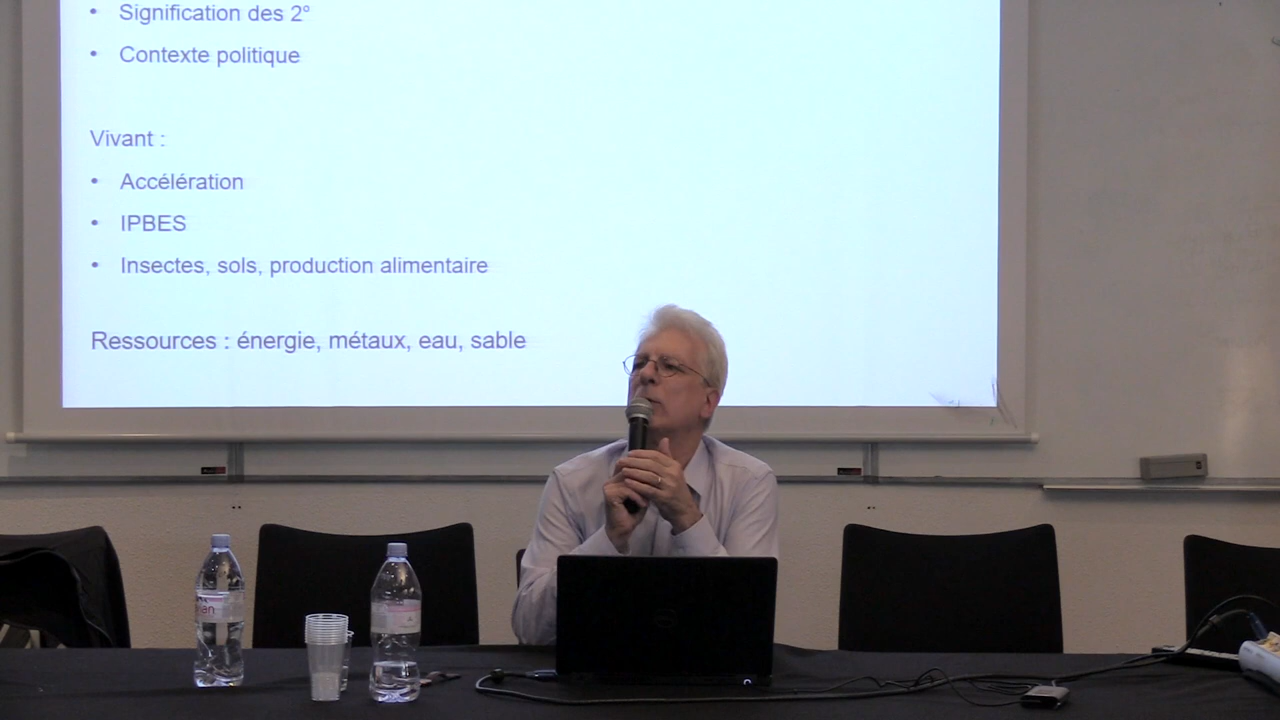 • Signification des 2°
• Contexte politique
Vivant :
• Accélération
• IPBES
• Insectes, sols, production alimentaire
Ressources : énergie, métaux, eau, sable